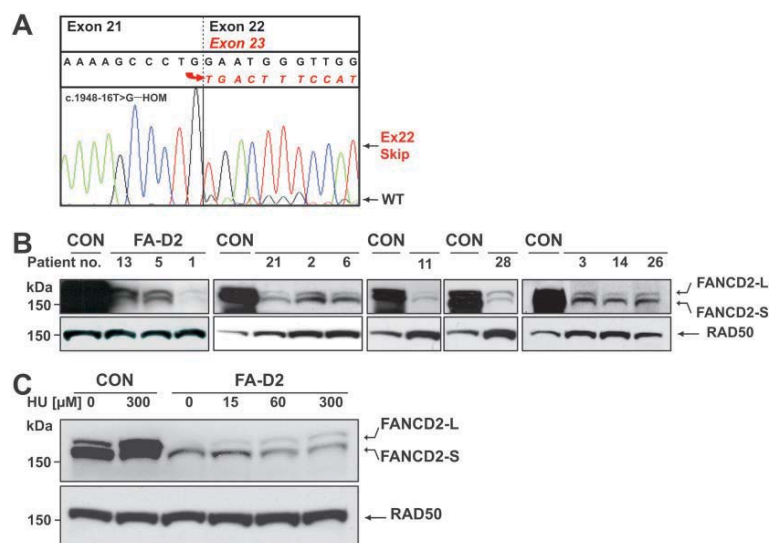 A
Exon 21 Exon 22
Exon 23
A A A A G C C C T G G A A T G G G T T G G
T G A C T T T C C A T
c.1948-16T>G–HOM
Ex22
Skip
WT
B
CON FA-D2 CON CON CON CON
Patient no. 13 5 1 21 2 6 11 28 3 14 26
kDa
150
FANCD2-L
FANCD2-S
150
RAD50
C
CON FA-D2
HU [µM] 0 300 0 15 60 300
kDa
FANCD2-L
150
FANCD2-S
150
RAD50